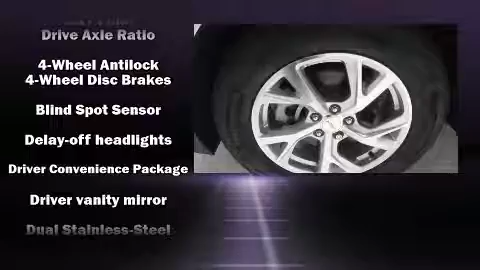 Drive Axle Ratio
4-Wheel Antilock
4-Wheel Disc Brakes
Blind Spot Sensor
Delay-off headlights
Driver Convenience Package
Driver vanity mirror
Dual Stainless-Steel